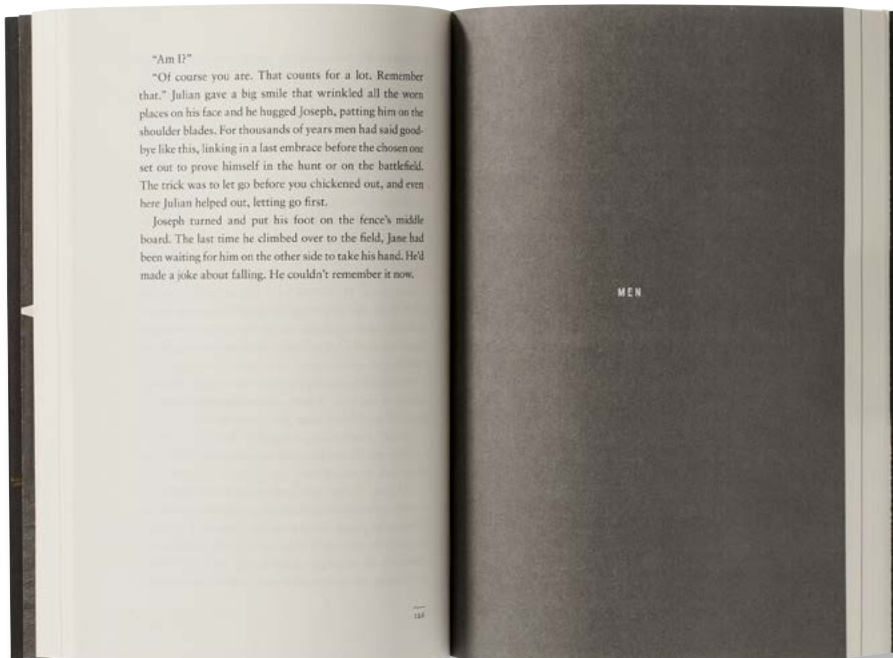 “Am I?”
“Of course you are. That counts for a lot. Remember
that.” Julian gave a big smile that wrinkled all the worn
places on his face and he hugged Joseph, patting him on the
shoulder blades. For thousands of years men had said good-
bye like this, linking in a last embrace before the chosen one
set out to prove himself in the hunt or on the battlefield.
The trick was to let go before you chickened out, and even
here Julian helped out, letting go first.
Joseph turned and put his foot on the fence’s middle
board. The last time he climbed over to the field, Jane had
been waiting for him on the other side to take his hand. He’d
made a joke about falling. He couldn’t remember it now.
MEN